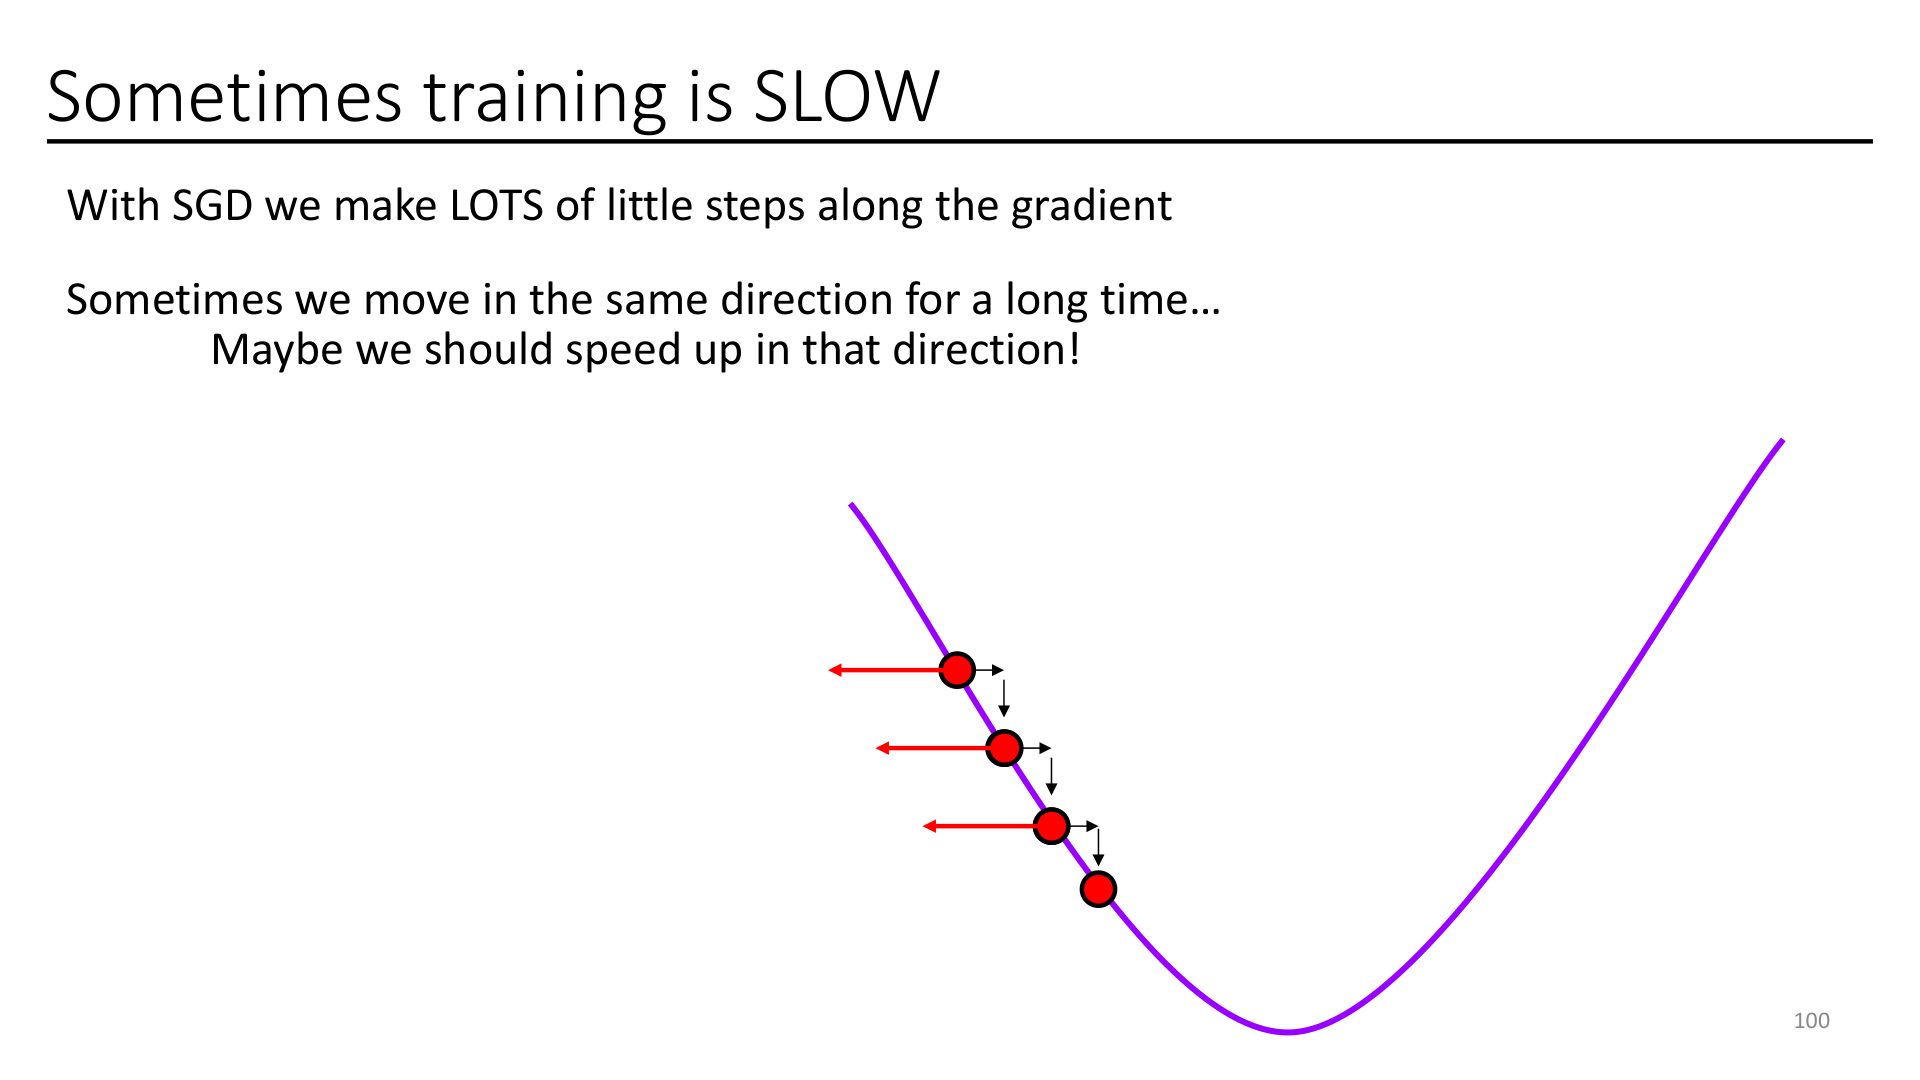 Sometimes training is SLOW
With SGD we make LOTS of little steps along the gradient
Sometimes we move in the same direction for a long time…
Maybe we should speed up in that direction!
100